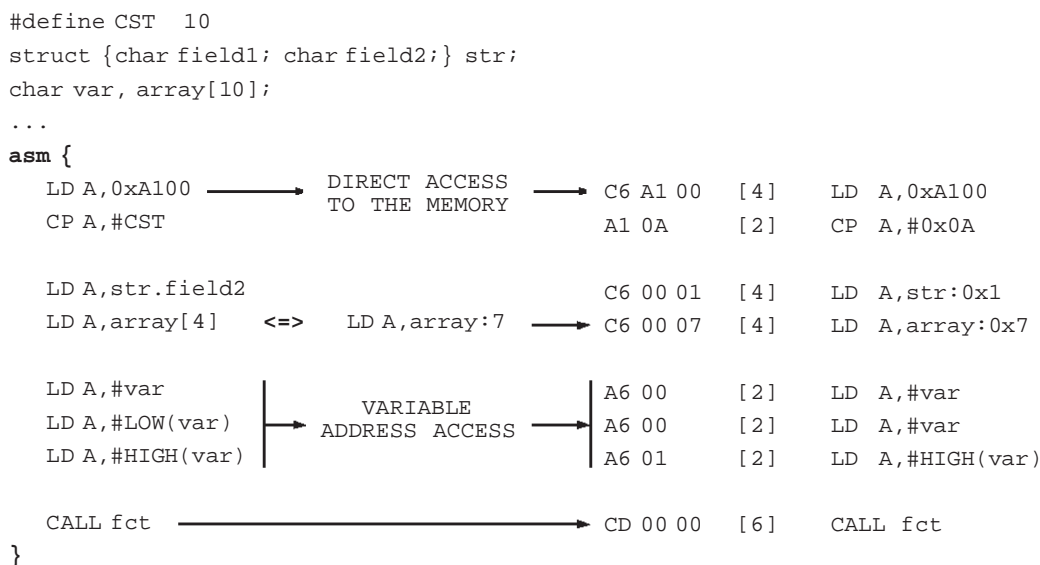 #define CST 10
struct {char field1; char field2;} str;
char var, array[10];
...
asm {
LD A,0xA100 DIRECT ACCESS TO THE MEMORY C6 A1 00 [4] LD A,0xA100
CP A,#CST A1 0A [2] CP A,#0x0A
LD A,str.field2 C6 00 01 [4] LD A,str:0x1
LD A,array[4] <=> LD A,array:7 C6 00 07 [4] LD A,array:0x7
LD A,#var A6 00 [2] LD A,#var
LD A,#LOW(var) VARIABLE ADDRESS ACCESS A6 00 [2] LD A,#var
LD A,#HIGH(var) A6 01 [2] LD A,#HIGH(var)
CALL fct CD 00 00 [6] CALL fct
}